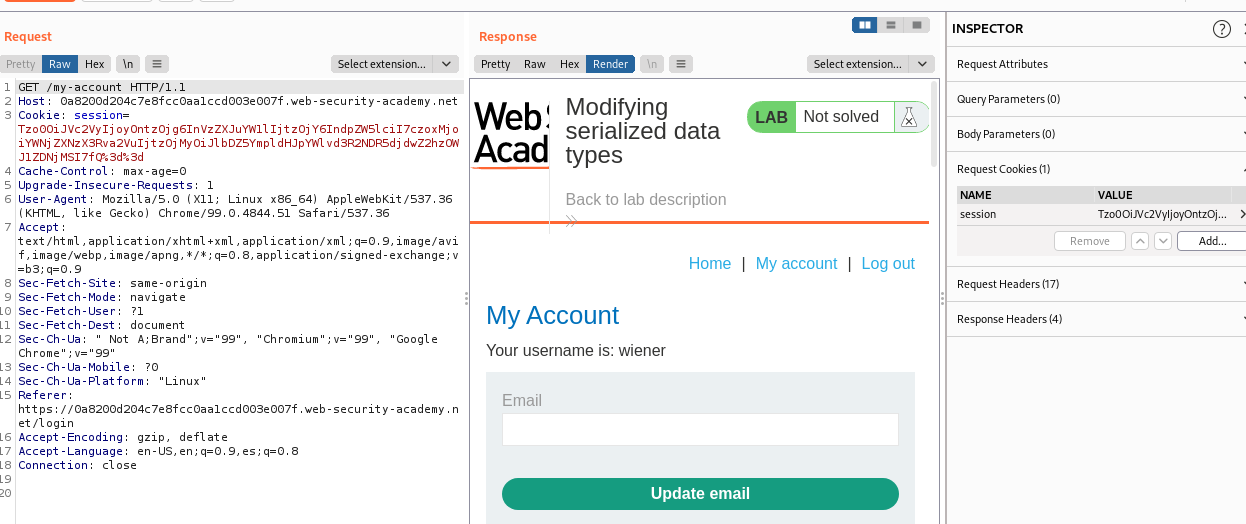 Request
Pretty Raw Hex \n
Select extension...
1 GET /my-account HTTP/1.1
2 Host: 0a8200d204c7e8fcc0aa1ccd003e007f.web-security-academy.net
3 Cookie: session=
Tzo0OiJVc2VyIjoyOntzOjg6InVzZXJuYW1lIjtzOjY6IndpZW5lciI7czoxMjo
iYWNjZXNzX3Rva2VuIjtzOjMyOiJlbDZ5YmpldHJpYWlvd3R2NDR5djdwZ2hzOW
J1ZDNjMSI7fQ%3d%3d
4 Cache-Control: max-age=0
5 Upgrade-Insecure-Requests: 1
6 User-Agent: Mozilla/5.0 (X11; Linux x86_64) AppleWebKit/537.36
(KHTML, like Gecko) Chrome/99.0.4844.51 Safari/537.36
7 Accept:
text/html,application/xhtml+xml,application/xml;q=0.9,image/avi
f,image/webp,image/apng,*/*;q=0.8,application/signed-exchange;v
=b3;q=0.9
8 Sec-Fetch-Site: same-origin
9 Sec-Fetch-Mode: navigate
10 Sec-Fetch-User: ?1
11 Sec-Fetch-Dest: document
12 Sec-Ch-Ua: " Not A;Brand";v="99", "Chromium";v="99", "Google
Chrome";v="99"
13 Sec-Ch-Ua-Mobile: ?0
14 Sec-Ch-Ua-Platform: "Linux"
15 Referer:
https://0a8200d204c7e8fcc0aa1ccd003e007f.web-security-academy.n
et/login
16 Accept-Encoding: gzip, deflate
17 Accept-Language: en-US,en;q=0.9,es;q=0.8
18 Connection: close
19
20
Response
Pretty Raw Hex Render \n
Select extension...
Web S
Acad
Modifying
serialized data
types
LAB Not solved
Back to lab description
Home | My account | Log out
My Account
Your username is: wiener
Email
Update email
INSPECTOR
Request Attributes
Query Parameters (0)
Body Parameters (0)
Request Cookies (1)
NAME VALUE
session Tzo0OiJVc2VyIjoyOntzOj...
Remove Add...
Request Headers (17)
Response Headers (4)